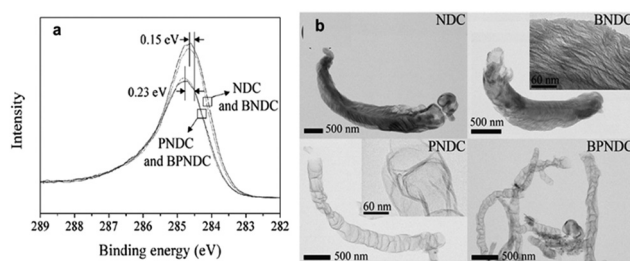 a
0.15 eV
0.23 eV
NDC
and BNDC
PNDC
and BPNDC
Intensity
289 288 287 286 285 284 283 282
Binding energy (eV)
b
NDC
500 nm
BNDC
60 nm
500 nm
PNDC
60 nm
500 nm
BPNDC
500 nm